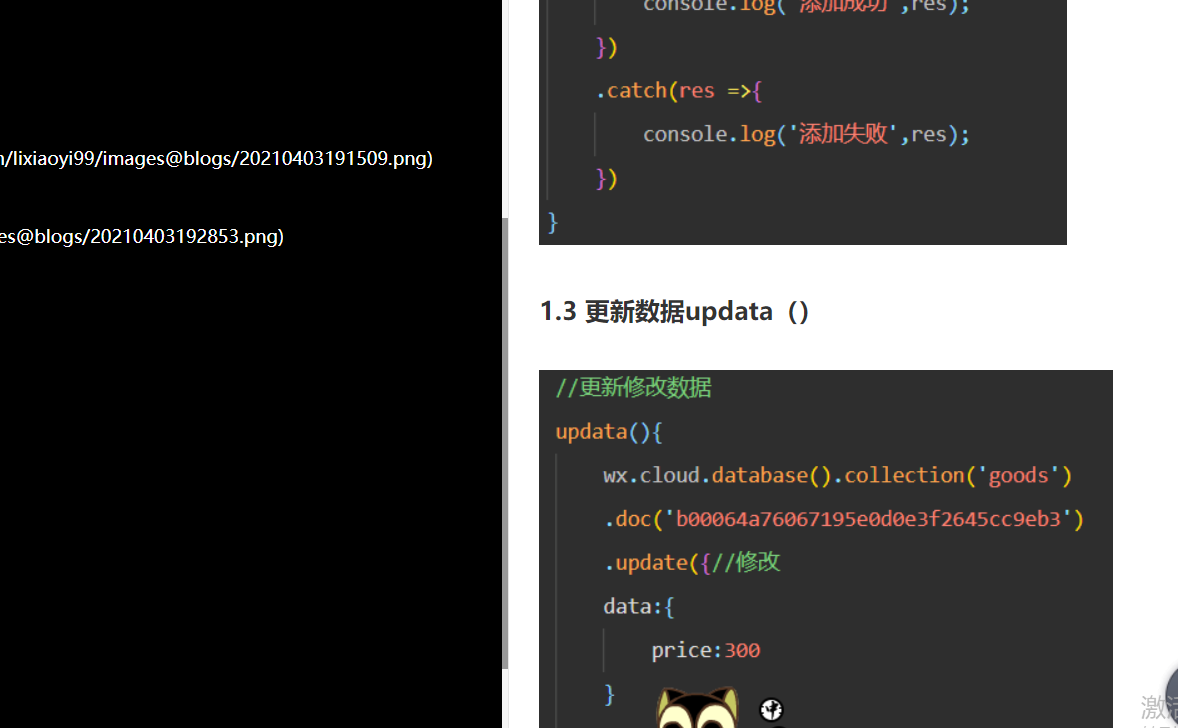 n/lixiaoyi99/images@blogs/20210403191509.png)
es@blogs/20210403192853.png)
console.log('添加成功',res);
})
.catch(res =>{
console.log('添加失败',res);
})
}
1.3 更新数据updata（）
//更新修改数据
updata(){
wx.cloud.database().collection('goods')
.doc('b00064a76067195e0d0e3f2645cc9eb3')
.update({//修改
data:{
price:300
}
中
激活